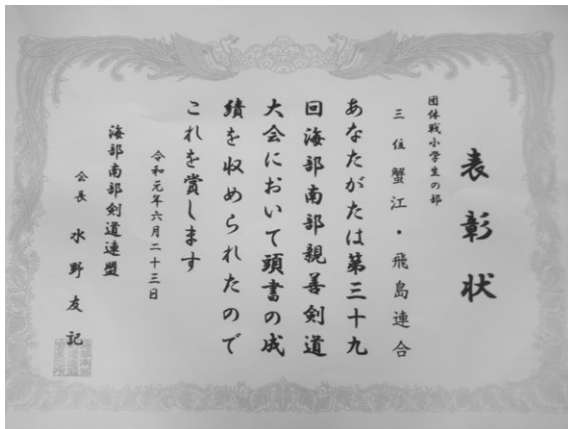 表彰状
団体戦小学生の部
三位蟹江・飛島連合
あなたがたは第三十九
回海部南部親善剣道
大会において頭書の成
績を収められたので
これを賞します
令和元年六月二十三日
海部南部剣道連盟
会長 水野友記